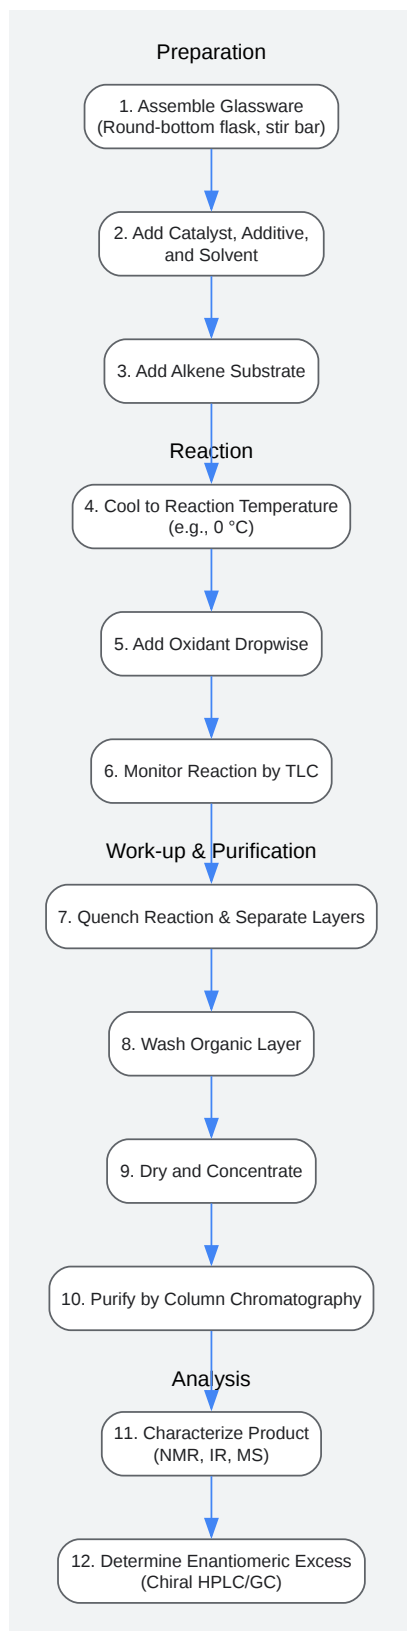 Preparation
1. Assemble Glassware
(Round-bottom flask, stir bar)
2. Add Catalyst, Additive,
and Solvent
3. Add Alkene Substrate
Reaction
4. Cool to Reaction Temperature
(e.g., 0 °C)
5. Add Oxidant Dropwise
6. Monitor Reaction by TLC
Work-up & Purification
7. Quench Reaction & Separate Layers
8. Wash Organic Layer
9. Dry and Concentrate
10. Purify by Column Chromatography
Analysis
11. Characterize Product
(NMR, IR, MS)
12. Determine Enantiomeric Excess
(Chiral HPLC/GC)